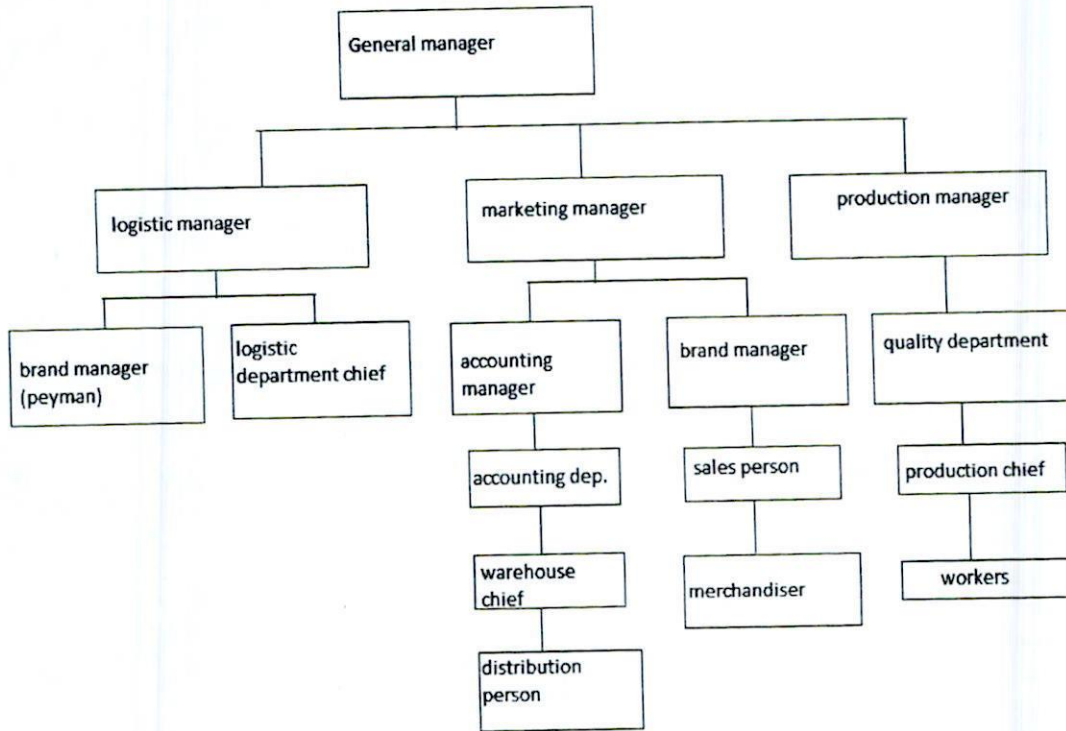 General manager
logistic manager
marketing manager
production manager
brand manager
(peyman)
logistic
department chief
accounting
manager
brand manager
quality department
accounting dep.
sales person
production chief
warehouse
chief
merchandiser
workers
distribution
person